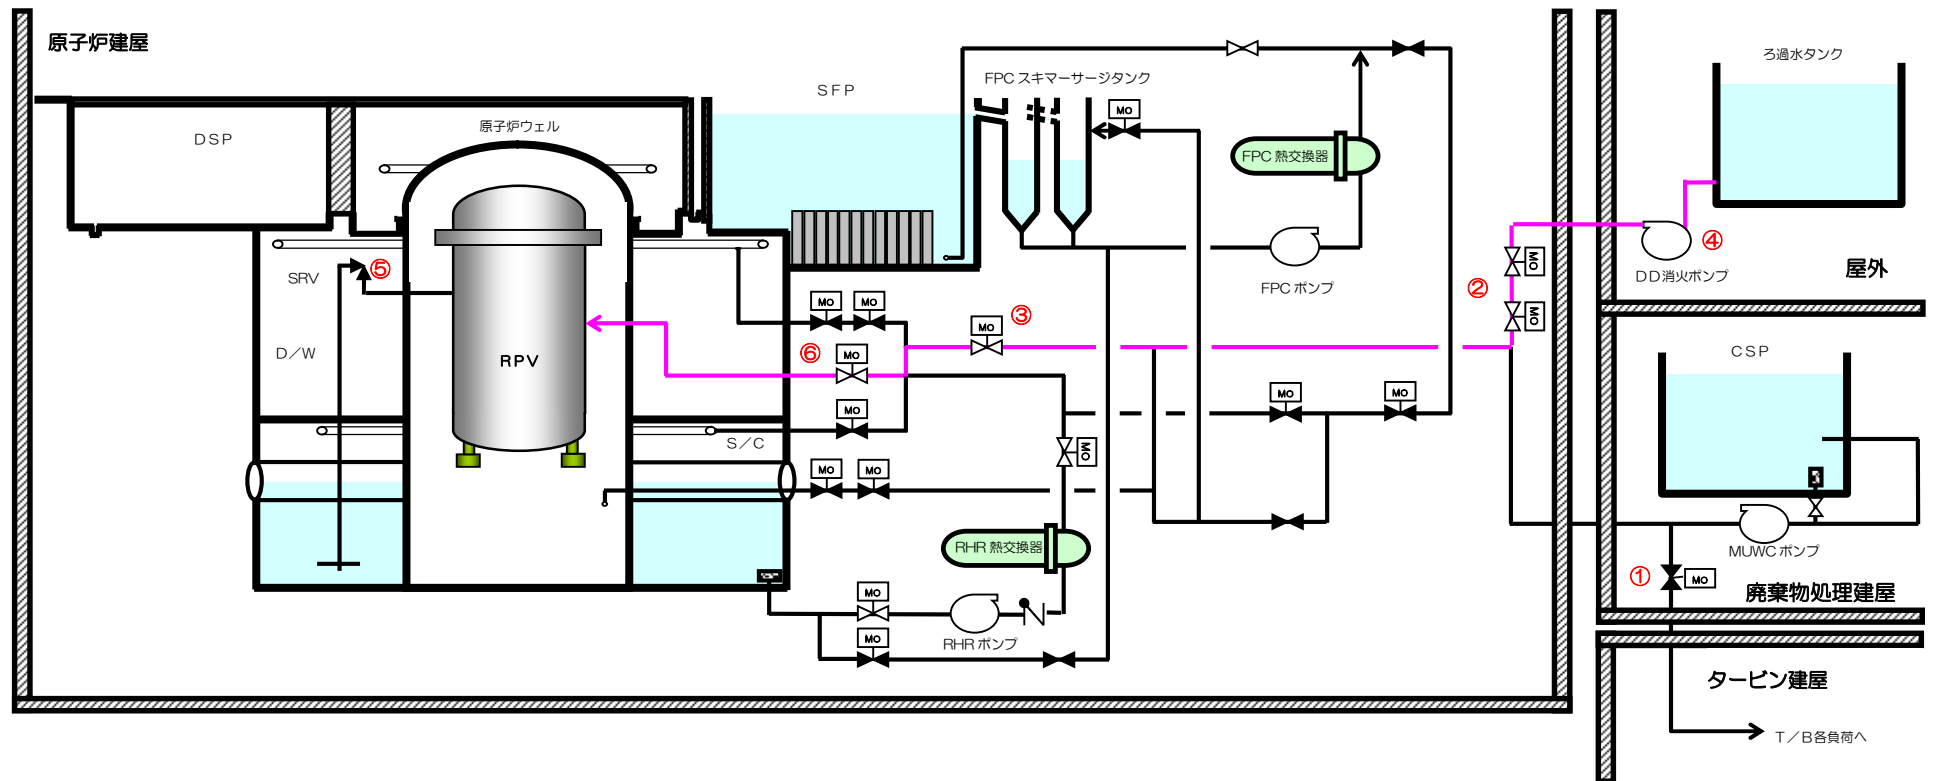 原子炉建屋
ろ過水タンク
FPC スキマーサージタンク
SFP
MO
原子炉ウェル
DSP
FPC 熱交換器
④
⑤
SRV
DD消火ポンプ
屋外
②
MO
FPC ポンプ
MO
MO
MO
③
MO
MO
⑥
D／W
RPV
CSP
MO
MO
MO
MO
S／C
MO
MO
MO
RHR 熱交換器
MUWC ポンプ
①
MO
MO
廃棄物処理建屋
MO
RHR ポンプ
タービン建屋
T／B各負荷へ